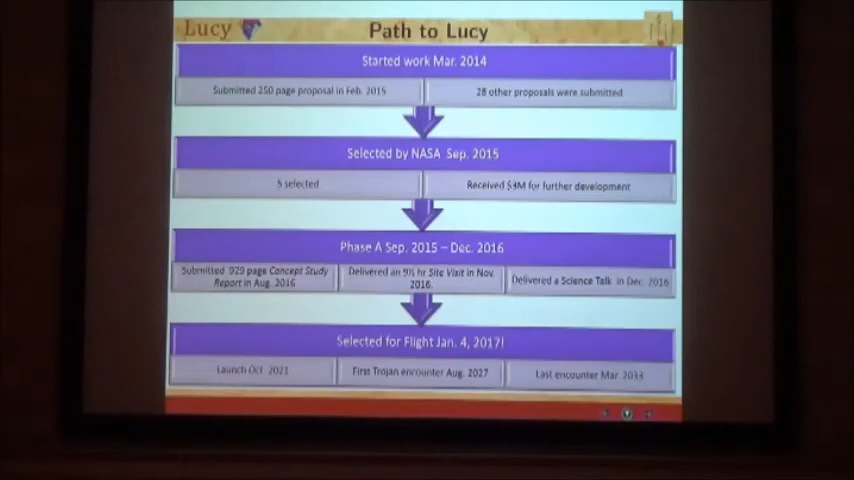 Lucy
Path to Lucy
Started work Mar. 2014
Submitted 250 page proposal in Feb. 2015
28 other proposals were submitted
Selected by NASA Sep. 2015
5 selected
Received $3M for further development
Phase A Sep. 2015 – Dec. 2016
Submitted 929 page Concept Study
Report in Aug. 2016
Delivered an 9½ hr Site Visit in Nov.
2016.
Delivered a Science Talk in Dec. 2016
Selected for Flight Jan. 4, 2017!
Launch Oct. 2021
First Trojan encounter Aug. 2027
Last encounter Mar. 2033